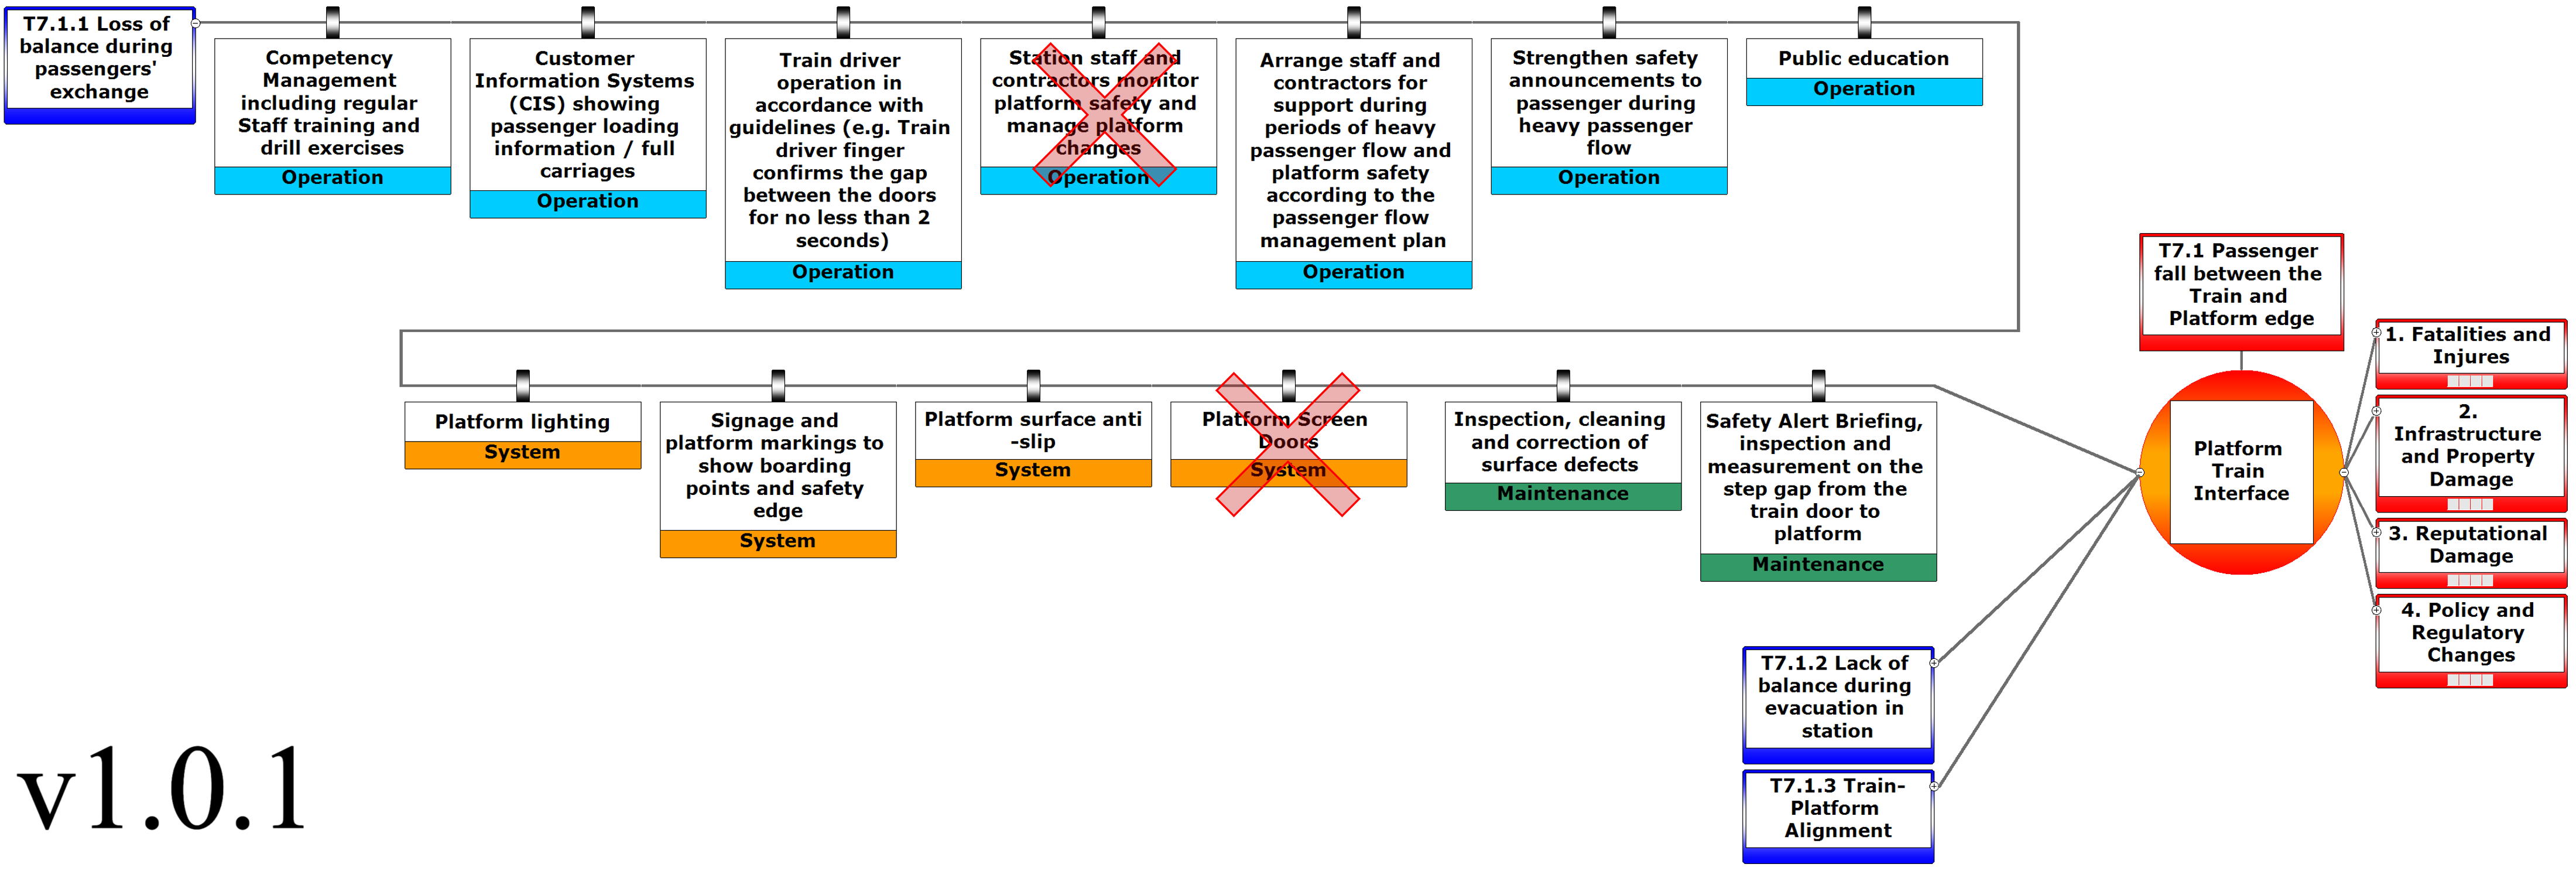 T7.1.1 Loss of
balance during
passengers'
exchange
Competency
Management
including regular
Staff training and
drill exercises
Operation
Customer
Information Systems
(CIS) showing
passenger loading
information / full
carriages
Operation
Train driver
operation in
accordance with
guidelines (e.g. Train
driver finger
confirms the gap
between the doors
for no less than 2
seconds)
Operation
Station staff and
contractors monitor
platform safety and
manage platform
changes
Operation
Arrange staff and
contractors for
support during
periods of heavy
passenger flow and
platform safety
according to the
passenger flow
management plan
Operation
Strengthen safety
announcements to
passenger during
heavy passenger
flow
Operation
Public education
Operation
Platform lighting
System
Signage and
platform markings to
show boarding
points and safety
edge
System
Platform surface anti
-slip
System
Platform Screen
Doors
System
Inspection, cleaning
and correction of
surface defects
Maintenance
Safety Alert Briefing,
inspection and
measurement on the
step gap from the
train door to
platform
Maintenance
T7.1 Passenger
fall between the
Train and
Platform edge
Platform
Train
Interface
1. Fatalities and
Injures
2.
Infrastructure
and Property
Damage
3. Reputational
Damage
4. Policy and
Regulatory
Changes
T7.1.2 Lack of
balance during
evacuation in
station
T7.1.3 Train-
Platform
Alignment
v1.0.1